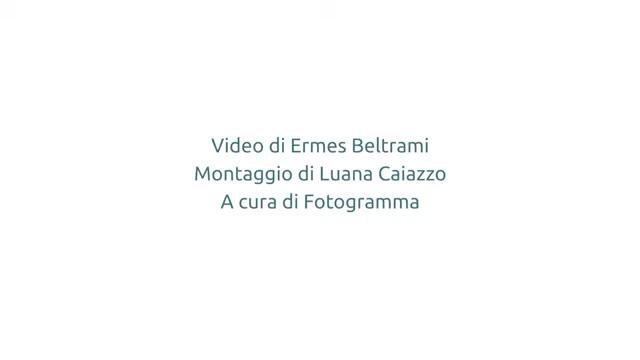 Video di Ermes Beltrami
Montaggio di Luana Caiazzo
A cura di Fotogramma